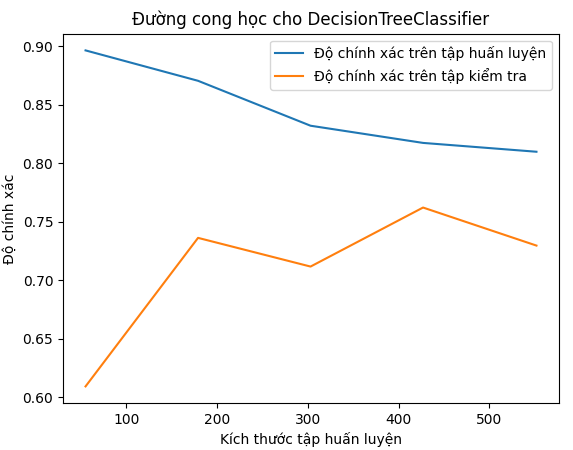 Đường cong học cho DecisionTreeClassifier
Độ chính xác trên tập huấn luyện
Độ chính xác trên tập kiểm tra
Độ chính xác
0.90
0.85
0.80
0.75
0.70
0.65
0.60
100 200 300 400 500
Kích thước tập huấn luyện